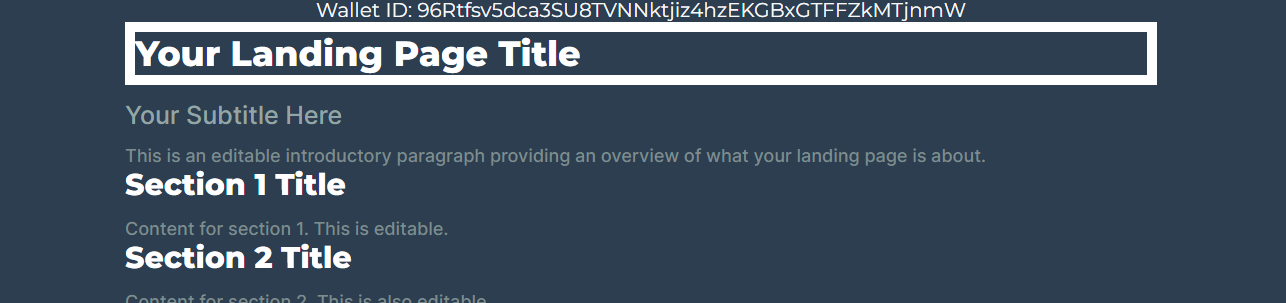 Wallet ID: 96Rtfsv5dca3SU8TVNNktjiz4hzEKGBxGTFFZkMTjnmW
Your Landing Page Title
Your Subtitle Here
This is an editable introductory paragraph providing an overview of what your landing page is about.
Section 1 Title
Content for section 1. This is editable.
Section 2 Title
Content for section 2. This is also editable.